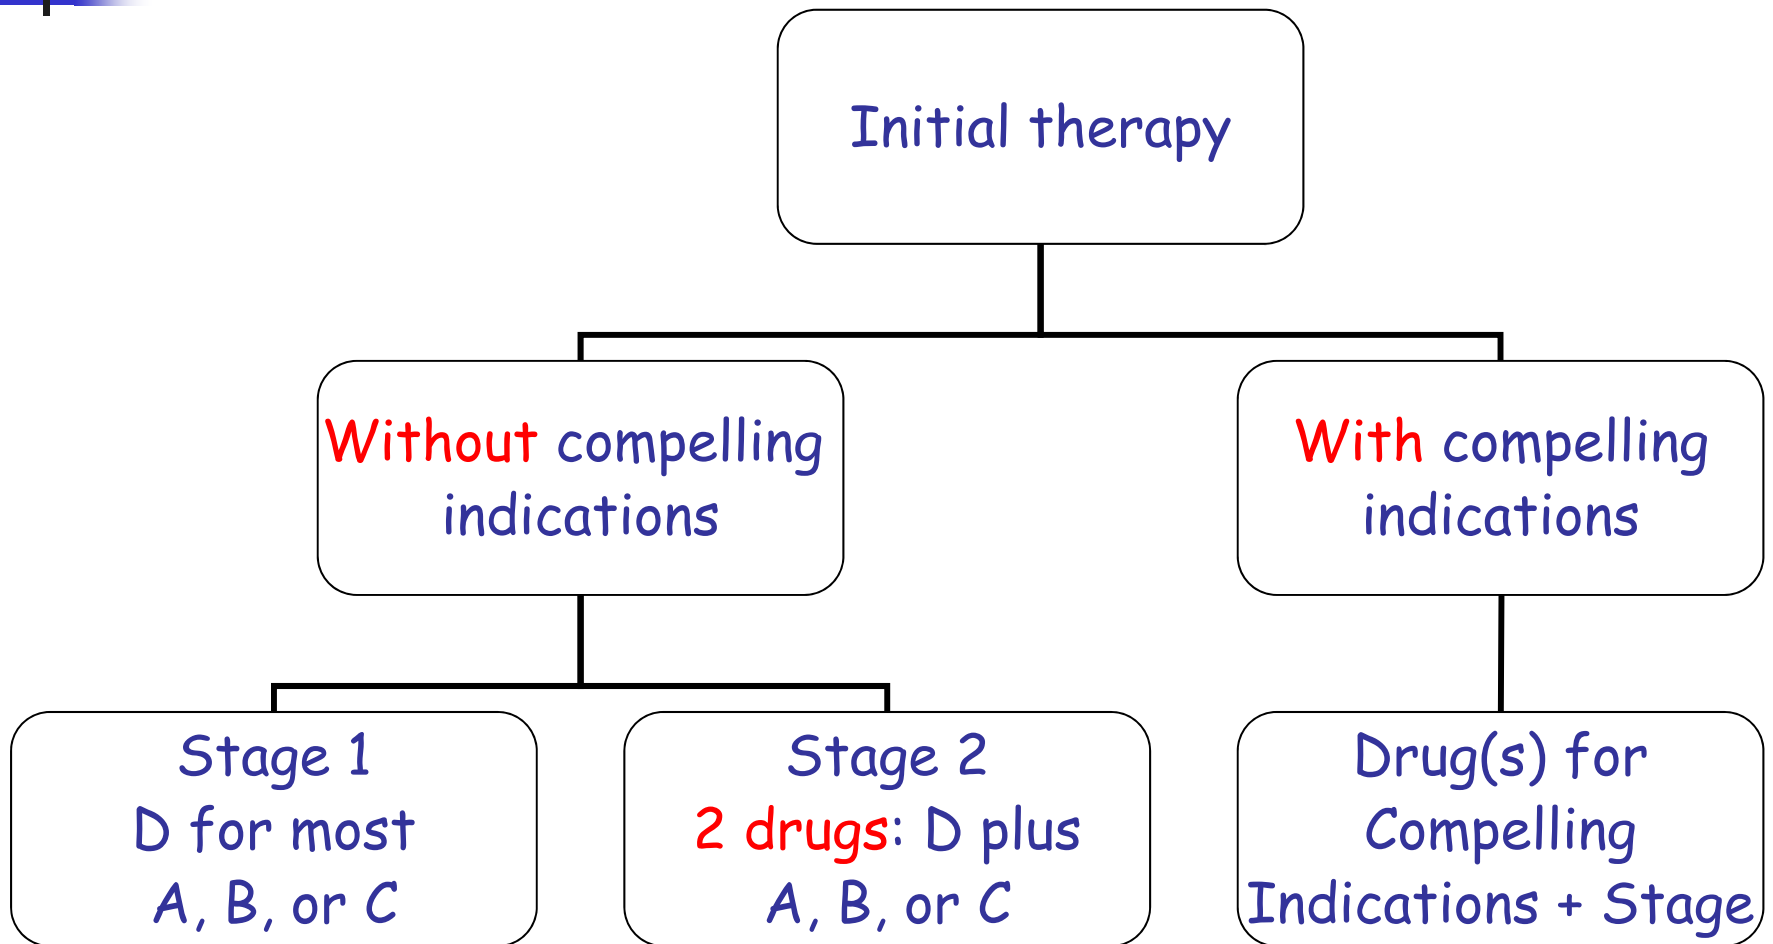 Initial therapy
Without compelling
indications
With compelling
indications
Stage 1
D for most
A, B, or C
Stage 2
2 drugs: D plus
A, B, or C
Drug(s) for
Compelling
Indications + Stage